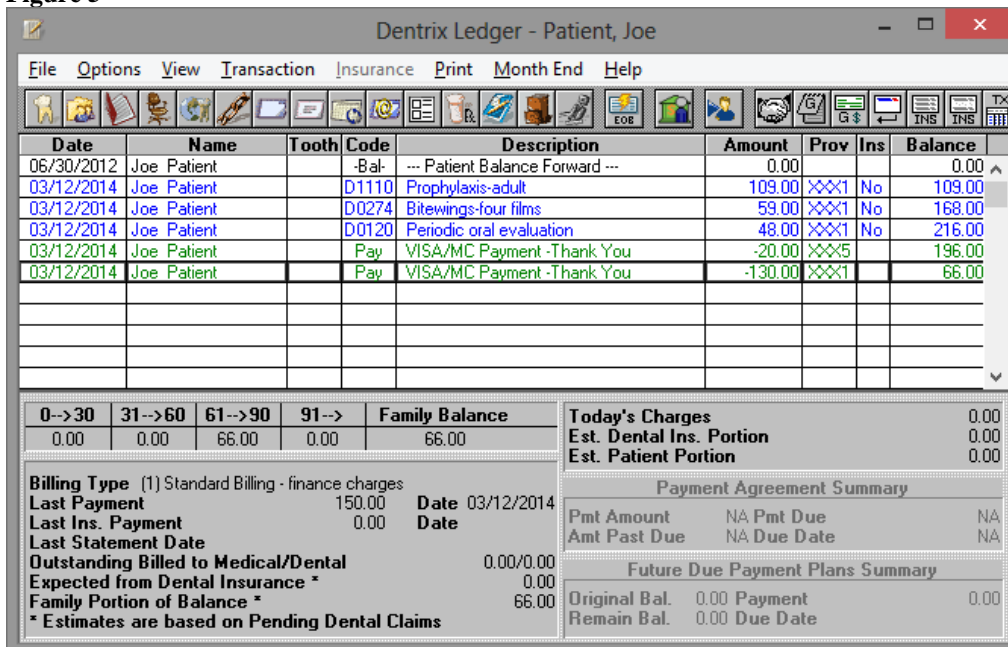 Dentrix Ledger - Patient, Joe
File Options View Transaction Insurance Print Month End Help
EOB G G$ INS INS TX
Date Name Tooth Code Description Amount Prov Ins Balance
06/30/2012 Joe Patient -Bal- --- Patient Balance Forward --- 0.00 0.00
03/12/2014 Joe Patient D1110 Prophylaxis-adult 109.00 XXX1 No 109.00
03/12/2014 Joe Patient D0274 Bitewings-four films 59.00 XXX1 No 168.00
03/12/2014 Joe Patient D0120 Periodic oral evaluation 48.00 XXX1 No 216.00
03/12/2014 Joe Patient Pay VISA/MC Payment -Thank You -20.00 XXX5 196.00
03/12/2014 Joe Patient Pay VISA/MC Payment -Thank You -130.00 XXX1 66.00
0-->30 31-->60 61-->90 91--> Family Balance
0.00 0.00 66.00 0.00 66.00
Today's Charges 0.00
Est. Dental Ins. Portion 0.00
Est. Patient Portion 0.00
Billing Type (1) Standard Billing - finance charges
Last Payment 150.00 Date 03/12/2014
Last Ins. Payment 0.00 Date
Last Statement Date
Outstanding Billed to Medical/Dental 0.00/0.00
Expected from Dental Insurance * 0.00
Family Portion of Balance * 66.00
* Estimates are based on Pending Dental Claims
Payment Agreement Summary
Pmt Amount NA Pmt Due NA
Amt Past Due NA Due Date NA
Future Due Payment Plans Summary
Original Bal. 0.00 Payment 0.00
Remain Bal. 0.00 Due Date